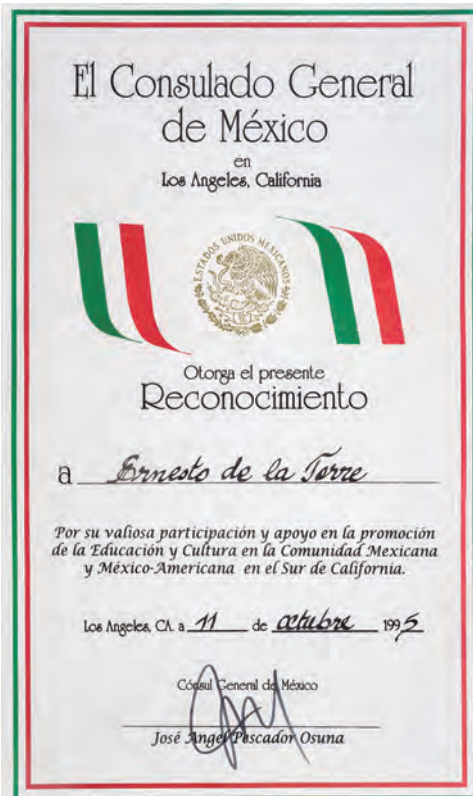 El Consulado General
de México
en
Los Angeles, California
ESTADOS UNIDOS MEXICANOS
Otorga el presente
Reconocimiento
a Ernesto de la Torre
Por su valiosa participación y apoyo en la promoción
de la Educación y Cultura en la Comunidad Mexicana
y México-Americana en el Sur de California.
Los Angeles, CA. a 11 de octubre 1995
Cónsul General de México
José Angel Pescador Osuna